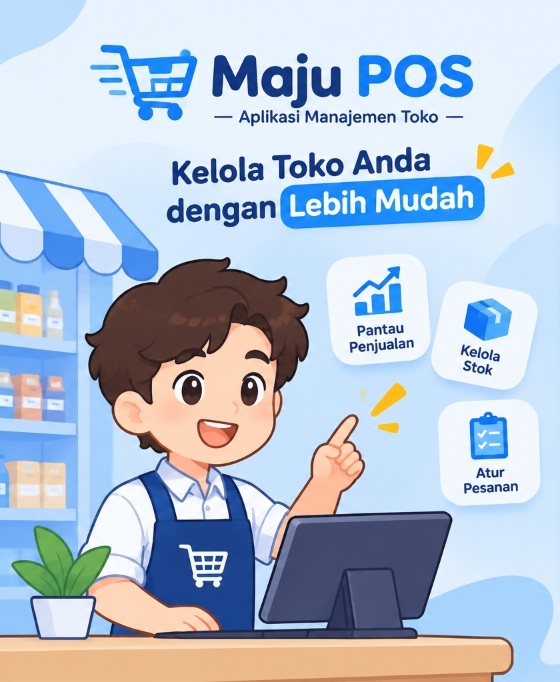 Maju POS
— Aplikasi Manajemen Toko —
Kelola Toko Anda
dengan Lebih Mudah
Pantau
Penjualan
Kelola
Stok
Atur
Pesanan